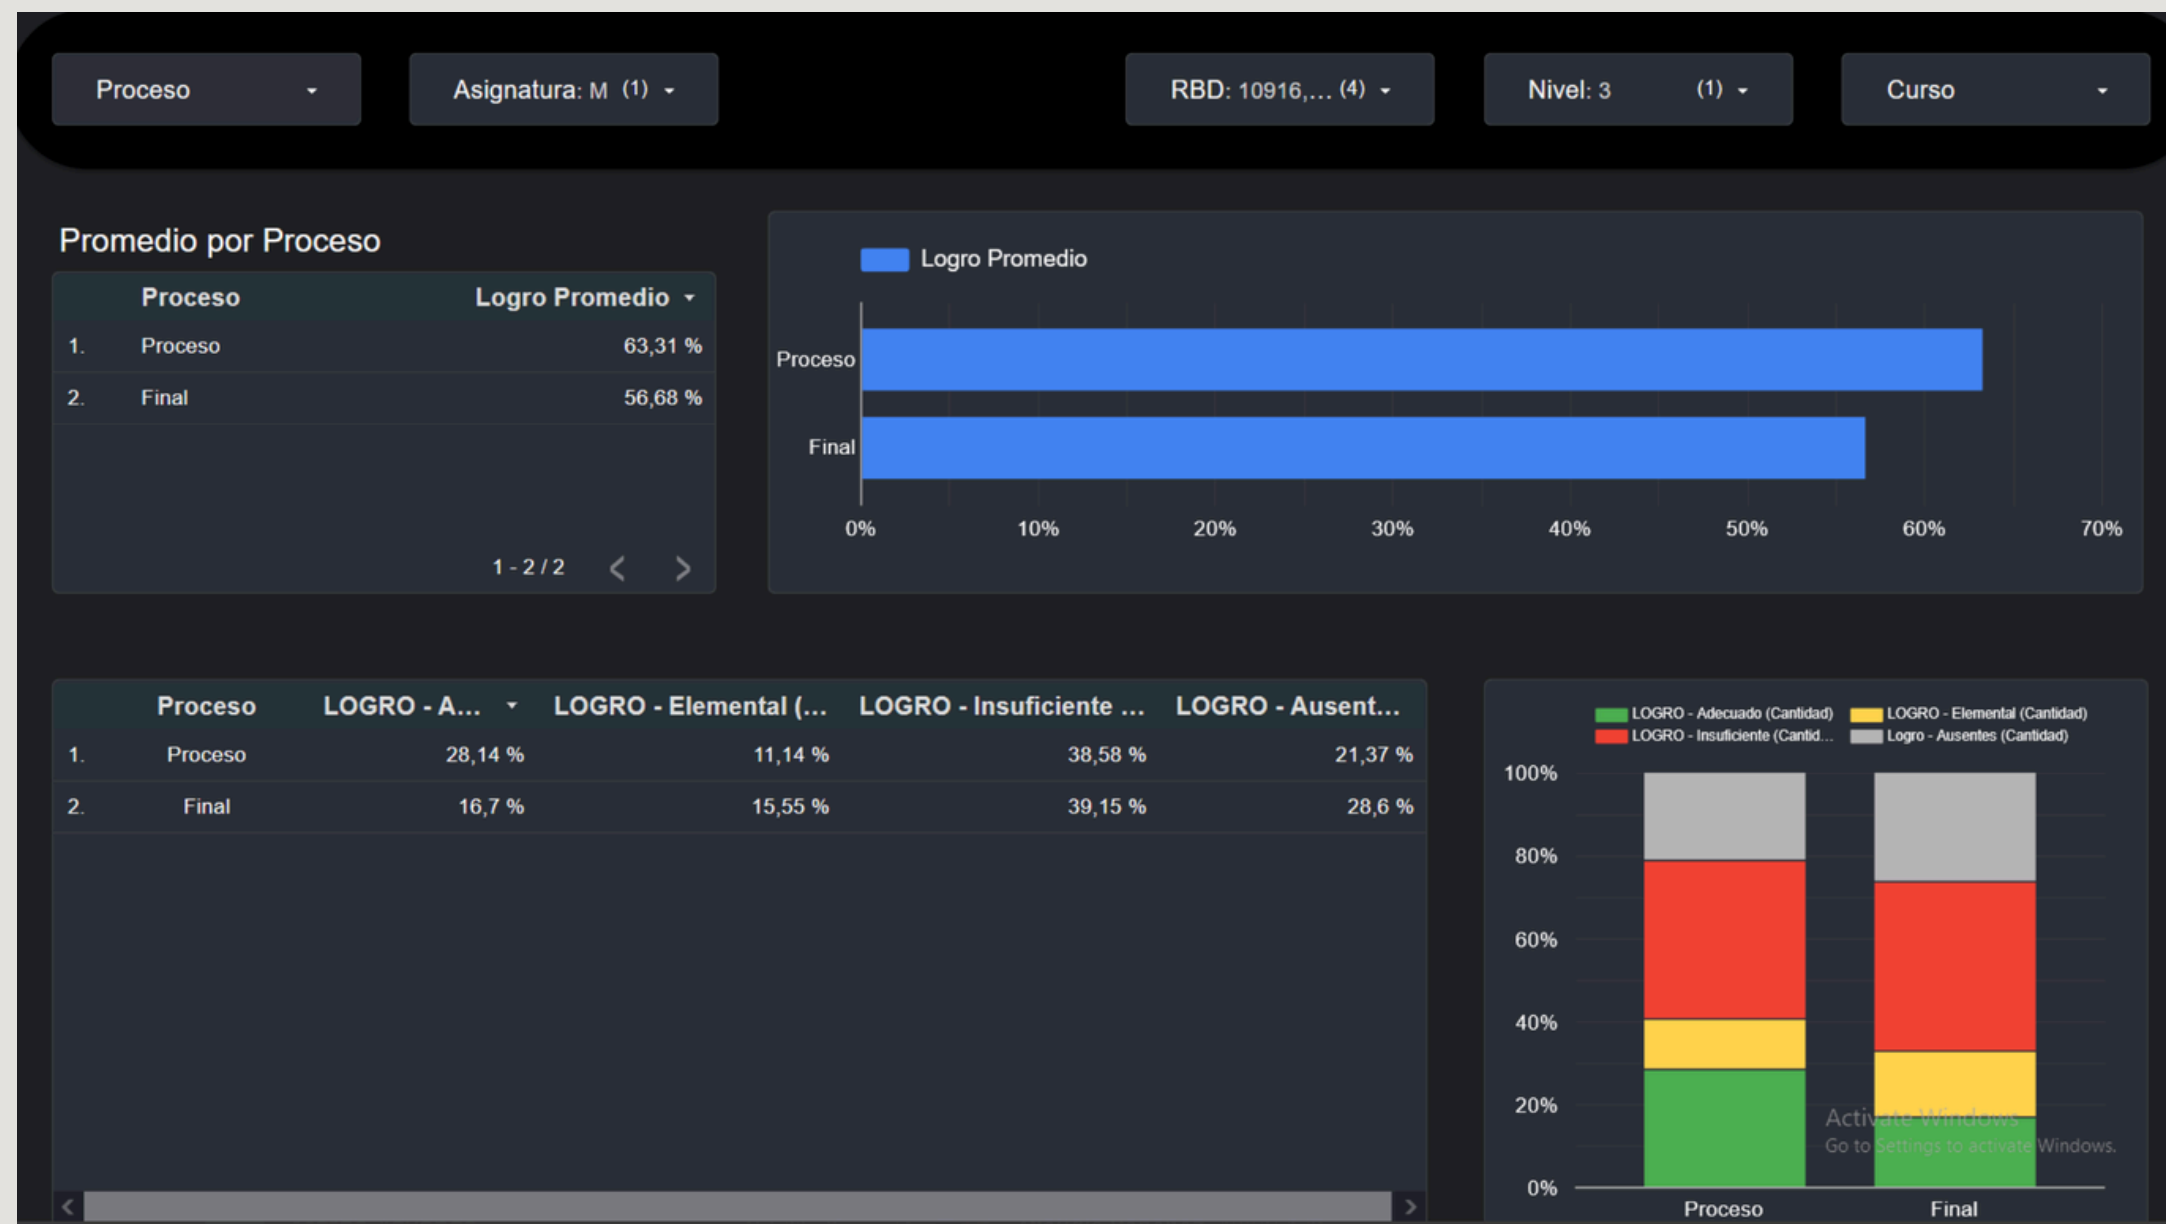 Proceso
Asignatura: M (1)
RBD: 10916,... (4)
Nivel: 3 (1)
Curso
Promedio por Proceso
Proceso Logro Promedio
1. Proceso 63,31 %
2. Final 56,68 %
1 - 2 / 2
Logro Promedio
Proceso
Final
0% 10% 20% 30% 40% 50% 60% 70%
Proceso LOGRO - A... LOGRO - Elemental (... LOGRO - Insuficiente ... LOGRO - Ausent...
1. Proceso 28,14 % 11,14 % 38,58 % 21,37 %
2. Final 16,7 % 15,55 % 39,15 % 28,6 %
LOGRO - Adecuado (Cantidad) LOGRO - Elemental (Cantidad)
LOGRO - Insuficiente (Cantid... Logro - Ausentes (Cantidad)
100%
80%
60%
40%
20%
0%
Proceso Final
Activate Windows
Go to Settings to activate Windows.